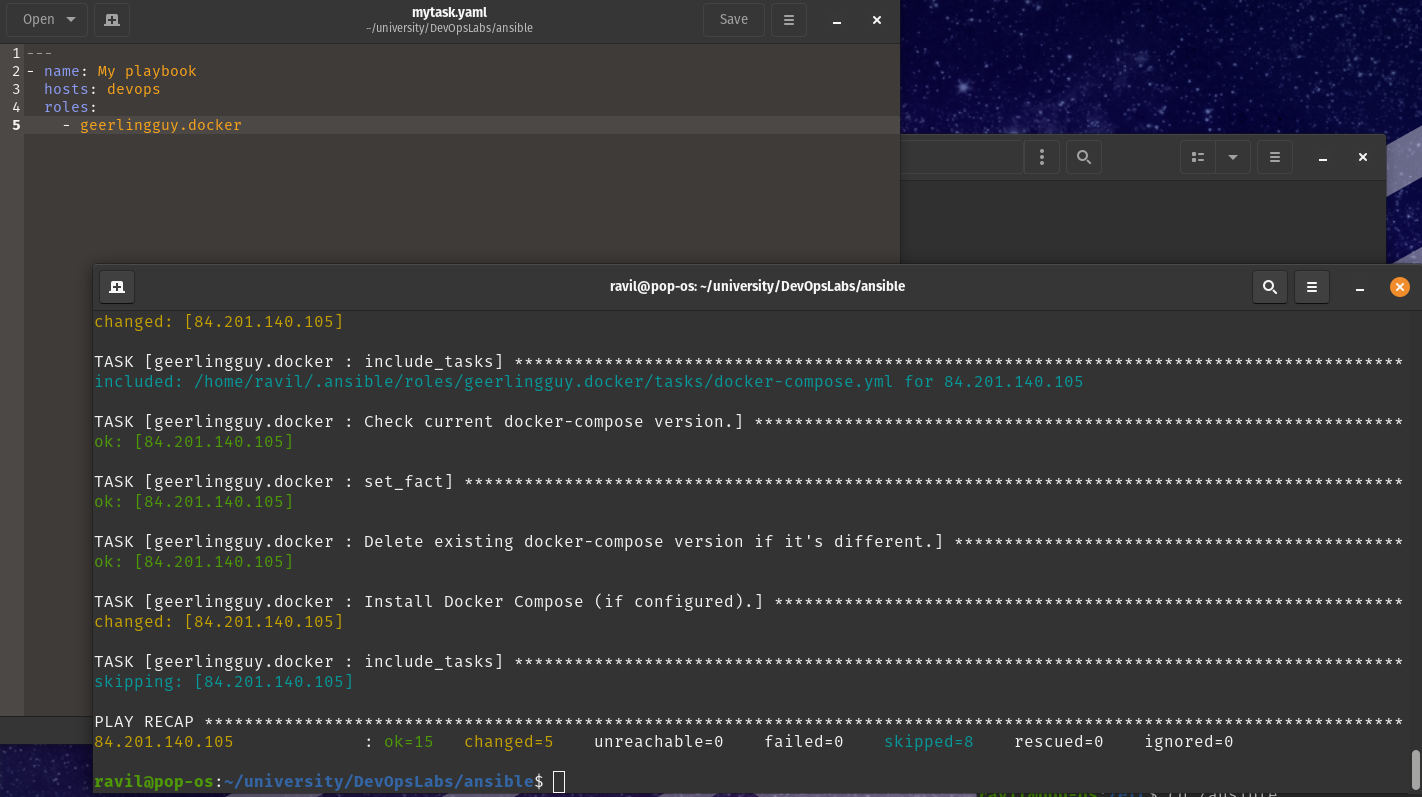 Open
mytask.yaml
~/university/DevOpsLabs/ansible
Save
1 ---
2 - name: My playbook
3   hosts: devops
4   roles:
5     - geerlingguy.docker
ravil@pop-os: ~/university/DevOpsLabs/ansible
changed: [84.201.140.105]
TASK [geerlingguy.docker : include_tasks] *****************************************************************************************
included: /home/ravil/.ansible/roles/geerlingguy.docker/tasks/docker-compose.yml for 84.201.140.105
TASK [geerlingguy.docker : Check current docker-compose version.] *****************************************************************
ok: [84.201.140.105]
TASK [geerlingguy.docker : set_fact] **********************************************************************************************
ok: [84.201.140.105]
TASK [geerlingguy.docker : Delete existing docker-compose version if it's different.] *********************************************
ok: [84.201.140.105]
TASK [geerlingguy.docker : Install Docker Compose (if configured).] ***************************************************************
changed: [84.201.140.105]
TASK [geerlingguy.docker : include_tasks] *****************************************************************************************
skipping: [84.201.140.105]
PLAY RECAP ************************************************************************************************************************
84.201.140.105             : ok=15   changed=5    unreachable=0    failed=0    skipped=8    rescued=0    ignored=0
ravil@pop-os:~/university/DevOpsLabs/ansible$